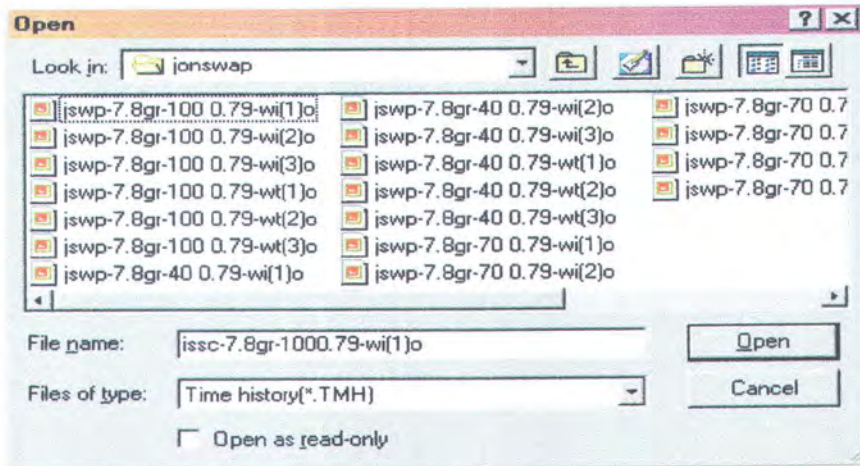 Open
Look in: jonswap
jswp-7.8gr-100 0.79-wi(1)o
jswp-7.8gr-100 0.79-wi(2)o
jswp-7.8gr-100 0.79-wi(3)o
jswp-7.8gr-100 0.79-wt(1)o
jswp-7.8gr-100 0.79-wt(2)o
jswp-7.8gr-100 0.79-wt(3)o
jswp-7.8gr-40 0.79-wi(1)o
jswp-7.8gr-40 0.79-wi(2)o
jswp-7.8gr-40 0.79-wi(3)o
jswp-7.8gr-40 0.79-wt(1)o
jswp-7.8gr-40 0.79-wt(2)o
jswp-7.8gr-40 0.79-wt(3)o
jswp-7.8gr-70 0.79-wi(1)o
jswp-7.8gr-70 0.79-wi(2)o
jswp-7.8gr-70 0.7
jswp-7.8gr-70 0.7
jswp-7.8gr-70 0.7
jswp-7.8gr-70 0.7
File name: issc-7.8gr-1000.79-wi(1)o
Open
Files of type: Time history(*.TMH)
Cancel
Open as read-only